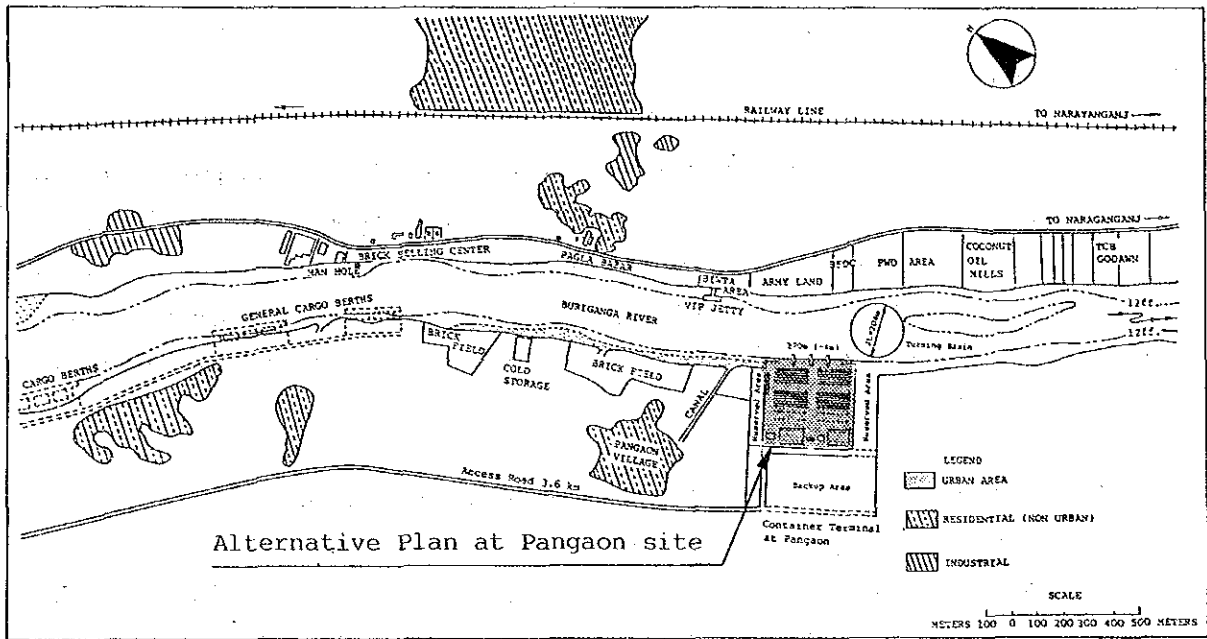 N
RAILWAY LINE
TO NARAYANGANJ
TO NARAGANGANJ
BRICK SELLING CENTER
MAN HOLE
PAGLA BAZAR
AREA
VIP JETTY
ARMY LAND
PWD AREA
COCONUT
OIL
MILLS
TCB
GODAWN
12ft.
12ft.
GENERAL CARGO BERTHS
BURIGANGA RIVER
Turning Basin
CARGO BERTHS
BRICK
FIELD
COLD
STORAGE
BRICK FIELD
CANAL
Reserved Area
Reserved Area
PANGAON
VILLAGE
Access Road 3.6 km
Backup Area
Container Terminal
at Pangaon
Alternative Plan at Pangaon site
LEGEND
URBAN AREA
RESIDENTIAL (NON URBAN)
INDUSTRIAL
SCALE
METERS 100 0 100 200 300 400 500 METERS